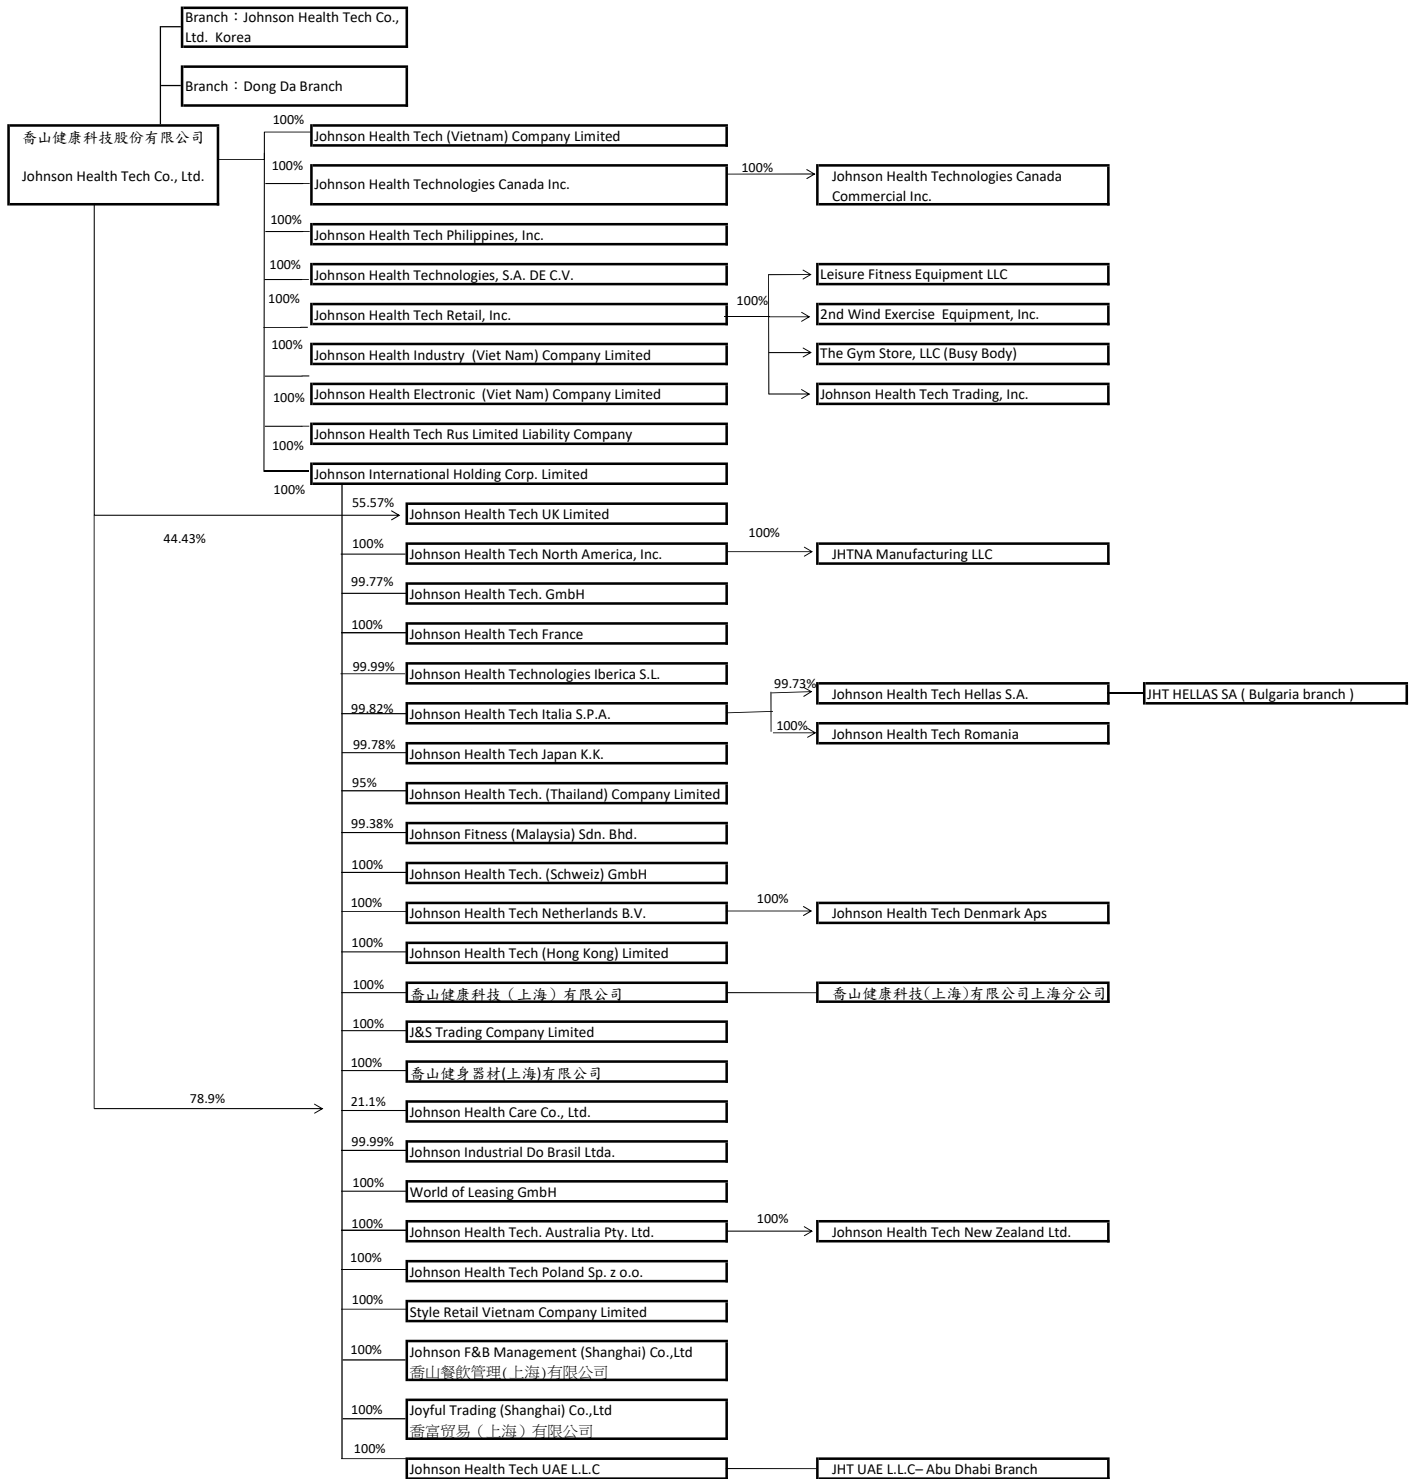 Branch：Johnson Health Tech Co.,
Ltd. Korea
Branch：Dong Da Branch
喬山健康科技股份有限公司
Johnson Health Tech Co., Ltd.
100%
Johnson Health Tech (Vietnam) Company Limited
100%
Johnson Health Technologies Canada Inc.
100%
Johnson Health Technologies Canada
Commercial Inc.
100%
Johnson Health Tech Philippines, Inc.
100%
Johnson Health Technologies, S.A. DE C.V.
Leisure Fitness Equipment LLC
100%
Johnson Health Tech Retail, Inc.
100%
2nd Wind Exercise Equipment, Inc.
100%
Johnson Health Industry (Viet Nam) Company Limited
The Gym Store, LLC (Busy Body)
100%
Johnson Health Electronic (Viet Nam) Company Limited
Johnson Health Tech Trading, Inc.
Johnson Health Tech Rus Limited Liability Company
100%
Johnson International Holding Corp. Limited
100%
55.57%
Johnson Health Tech UK Limited
44.43%
100%
Johnson Health Tech North America, Inc.
100%
JHTNA Manufacturing LLC
99.77%
Johnson Health Tech. GmbH
100%
Johnson Health Tech France
99.99%
Johnson Health Technologies Iberica S.L.
99.73%
Johnson Health Tech Hellas S.A.
JHT HELLAS SA ( Bulgaria branch )
99.82%
Johnson Health Tech Italia S.P.A.
100%
Johnson Health Tech Romania
99.78%
Johnson Health Tech Japan K.K.
95%
Johnson Health Tech. (Thailand) Company Limited
99.38%
Johnson Fitness (Malaysia) Sdn. Bhd.
100%
Johnson Health Tech. (Schweiz) GmbH
100%
Johnson Health Tech Netherlands B.V.
100%
Johnson Health Tech Denmark Aps
100%
Johnson Health Tech (Hong Kong) Limited
100%
喬山健康科技（上海）有限公司
喬山健康科技(上海)有限公司上海分公司
100%
J&S Trading Company Limited
100%
喬山健身器材(上海)有限公司
78.9%
21.1%
Johnson Health Care Co., Ltd.
99.99%
Johnson Industrial Do Brasil Ltda.
100%
World of Leasing GmbH
100%
Johnson Health Tech. Australia Pty. Ltd.
100%
Johnson Health Tech New Zealand Ltd.
100%
Johnson Health Tech Poland Sp. z o.o.
100%
Style Retail Vietnam Company Limited
100%
Johnson F&B Management (Shanghai) Co.,Ltd
喬山餐飲管理(上海)有限公司
100%
Joyful Trading (Shanghai) Co.,Ltd
喬富贸易（上海）有限公司
100%
Johnson Health Tech UAE L.L.C
JHT UAE L.L.C– Abu Dhabi Branch